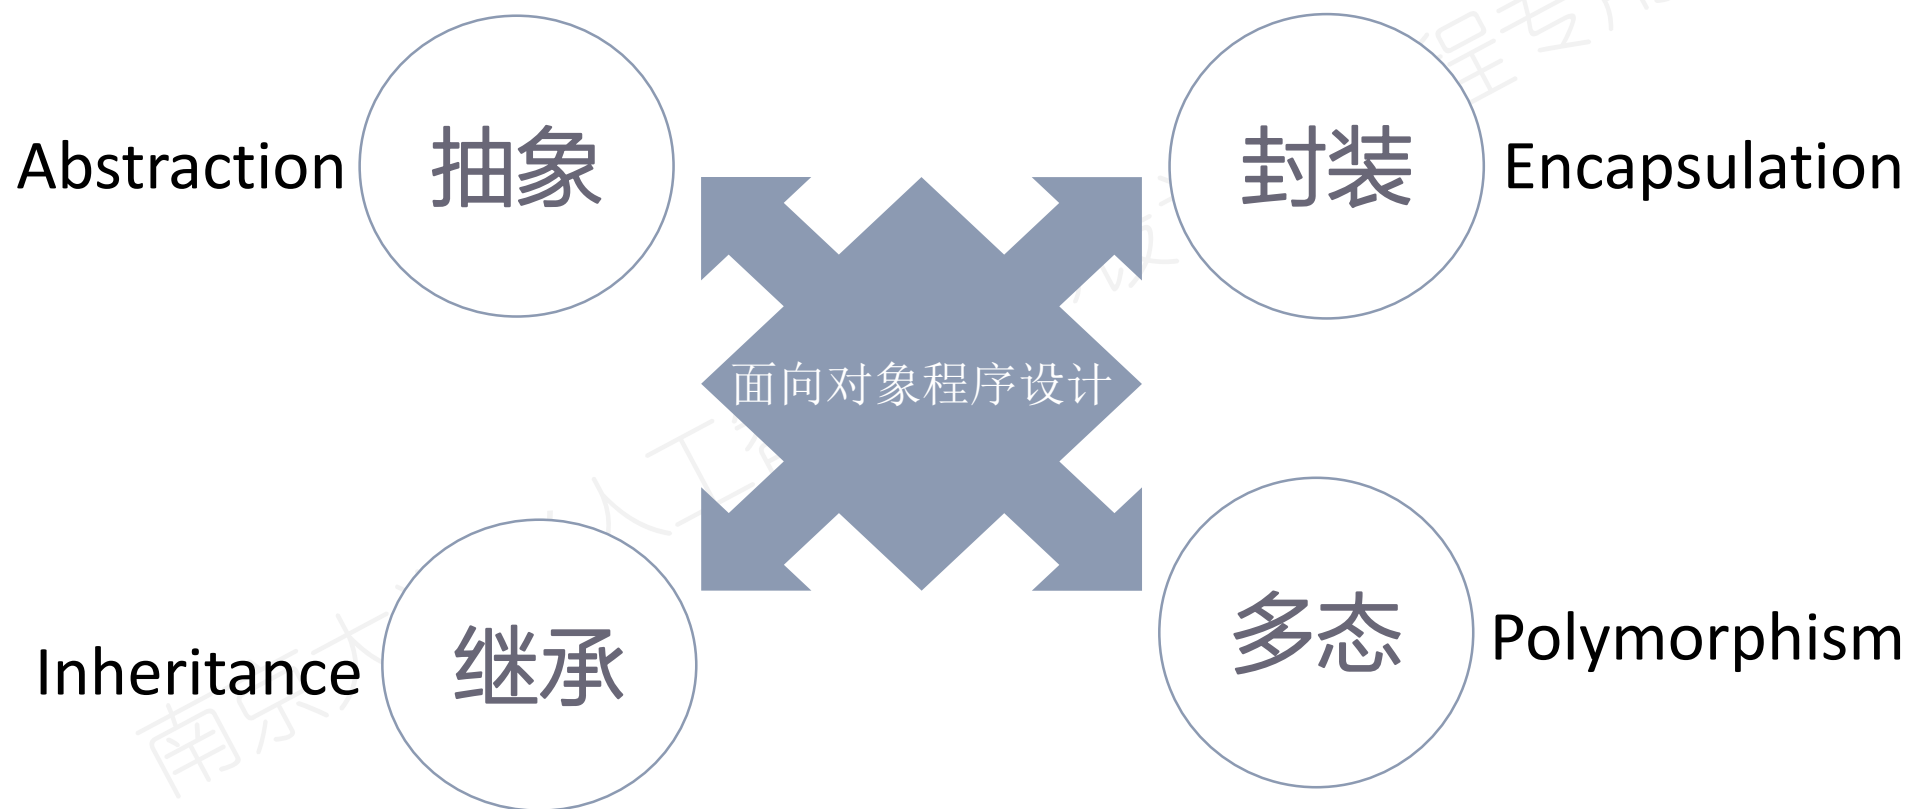 Abstraction
抽象
封装
Encapsulation
面向对象程序设计
Inheritance
继承
多态
Polymorphism